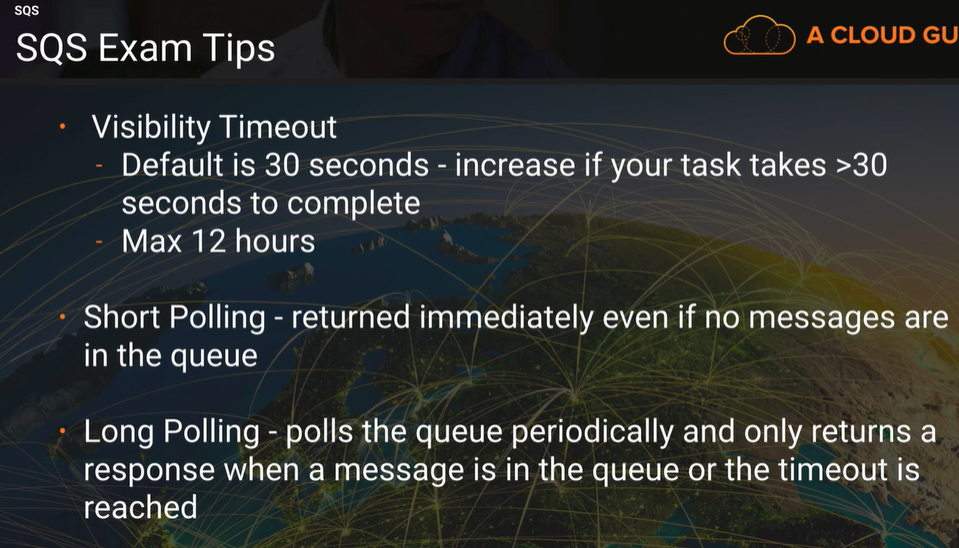 SQS
SQS Exam Tips
A CLOUD GU
• Visibility Timeout
- Default is 30 seconds - increase if your task takes >30
seconds to complete
- Max 12 hours
• Short Polling - returned immediately even if no messages are
in the queue
• Long Polling - polls the queue periodically and only returns a
response when a message is in the queue or the timeout is
reached